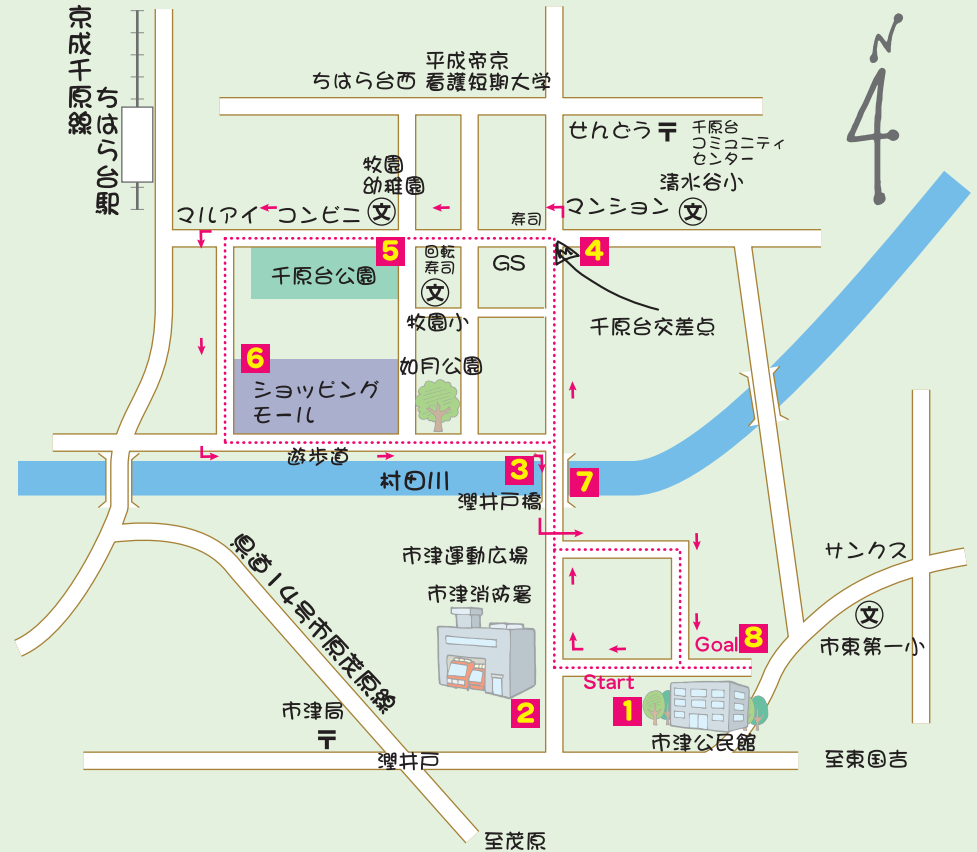 京成千原線
ちはら台駅
平成帝京
ちはら台西 看護短期大学
N
せんどう〒
千原台
コミュニティ
センター
清水谷小
牧園
幼稚園
マルアイ
コンビニ
文
寿司
マンション
文
5
4
千原台公園
回転
寿司
文
GS
牧園小
千原台交差点
6
ショッピング
モール
如月公園
遊歩道
3
7
村田川
潤井戸橋
県道14号市原茂原線
市津運動広場
市津消防署
サンクス
文
市東第一小
Goal
8
Start
1
2
市津公民館
市津局
〒
潤井戸
至東国吉
至茂原